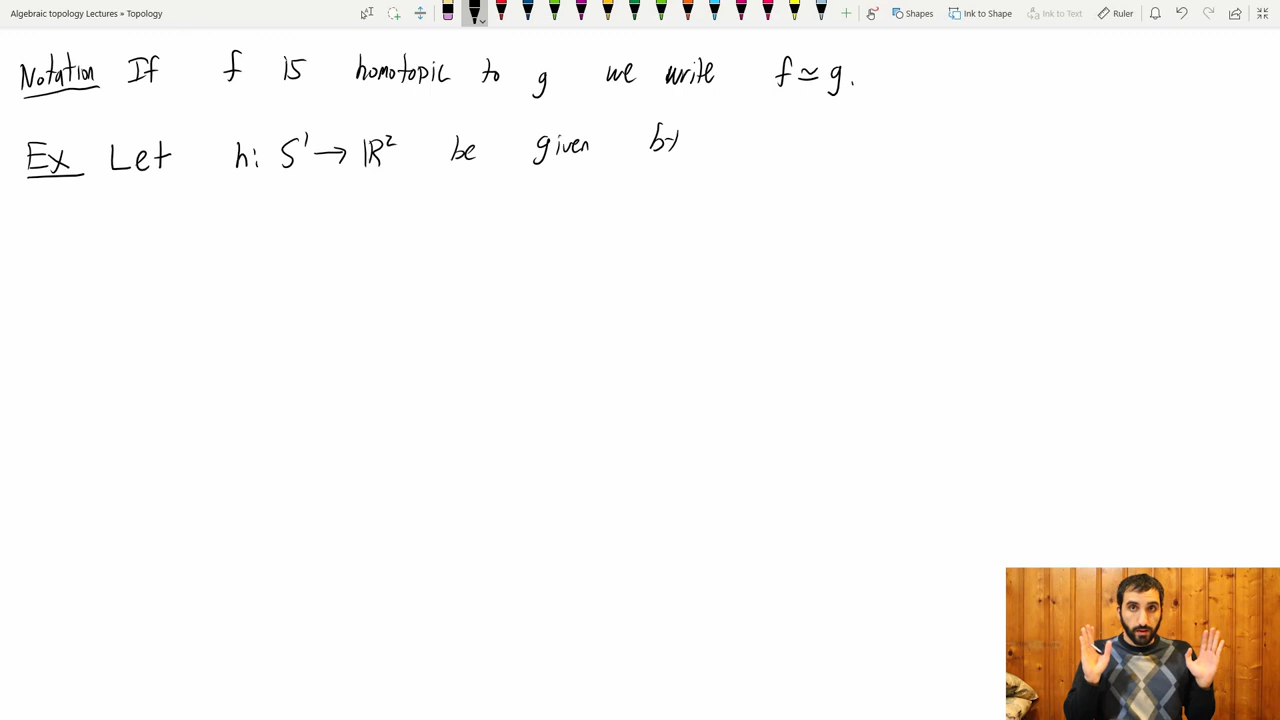 Algebraic topology Lectures » Topology
Shapes
Ink to Shape
Ink to Text
Ruler
Notation If f is homotopic to g we write f ≃ g.
Ex Let h: S¹ → ℝ² be given by